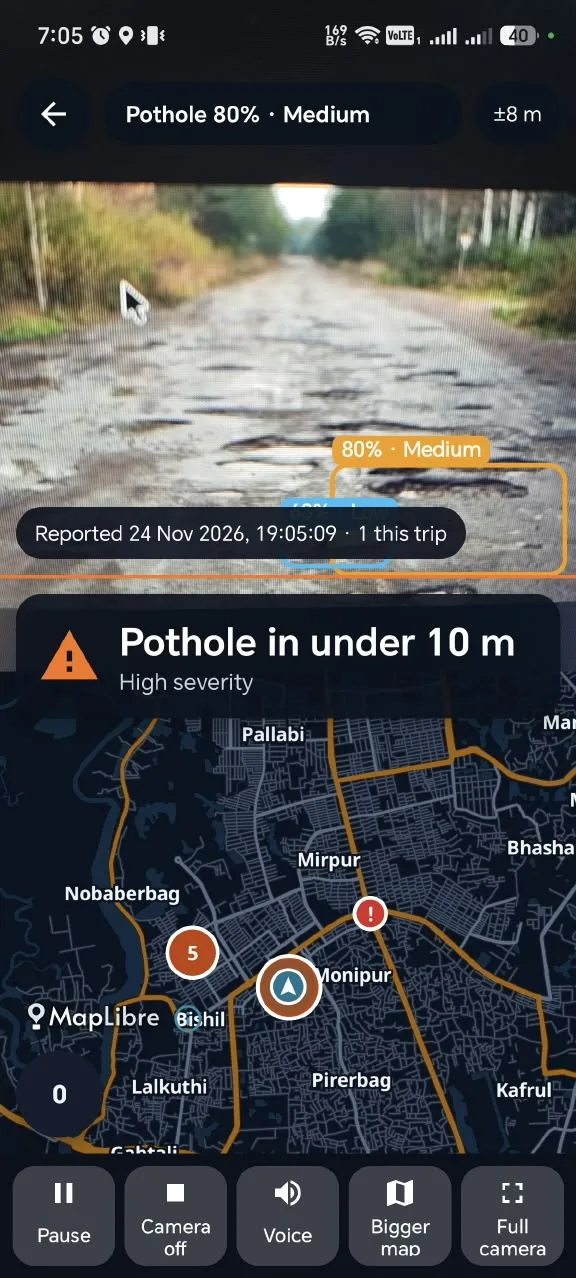 7:05
169 B/s
VoLTE 1
40
Pothole 80% · Medium
±8 m
80% · Medium
Reported 24 Nov 2026, 19:05:09 · 1 this trip
!
Pothole in under 10 m
High severity
Pallabi
Mirpur
Bhasha
Nobaberbag
!
5
Monipur
MapLibre
Bishil
0
Lalkuthi
Pirerbag
Kafrul
Gabtali
Pause
Camera
off
Voice
Bigger
map
Full
camera